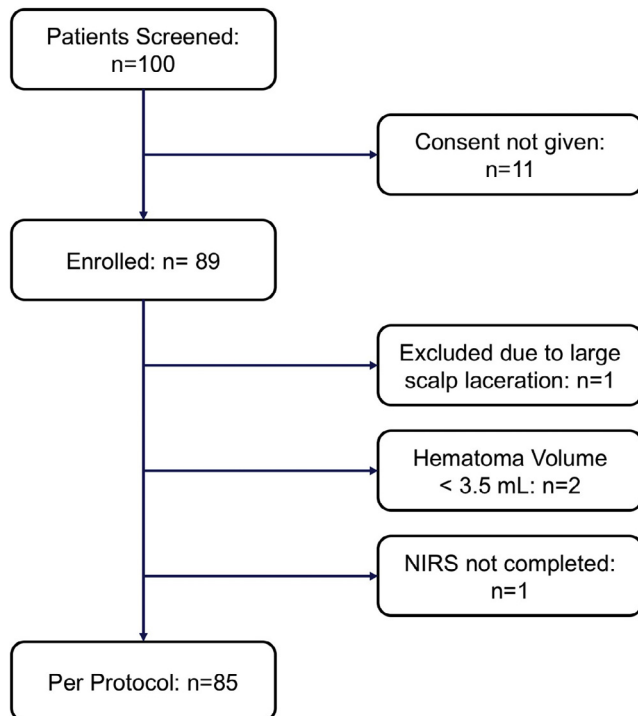 Patients Screened:
n=100
Consent not given:
n=11
Enrolled: n= 89
Excluded due to large
scalp laceration: n=1
Hematoma Volume
< 3.5 mL: n=2
NIRS not completed:
n=1
Per Protocol: n=85